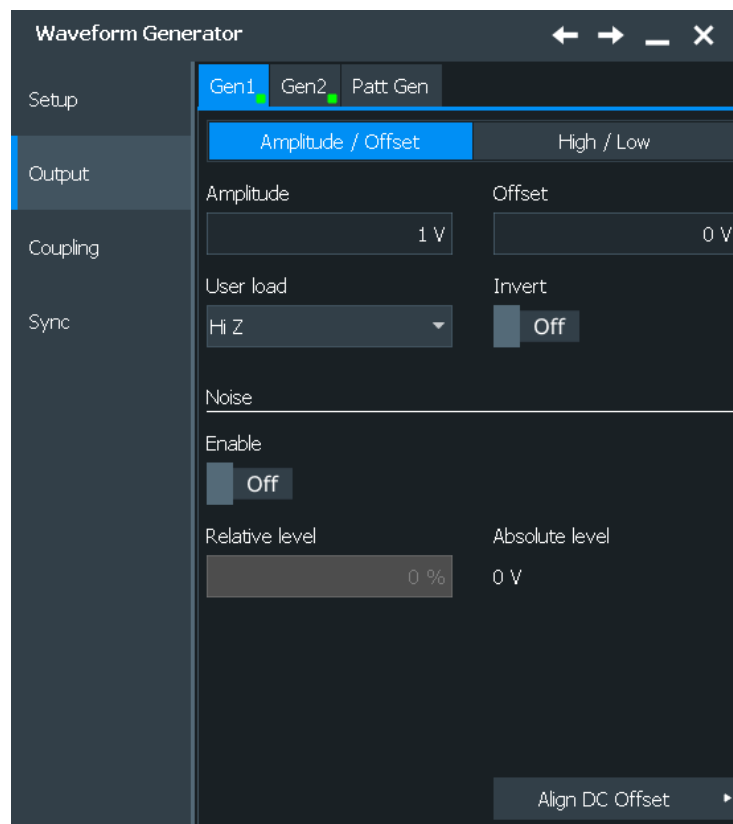 Waveform Generator
Setup
Output
Coupling
Sync
Gen1 Gen2 Patt Gen
Amplitude / Offset High / Low
Amplitude Offset
1 V 0 V
User load Invert
Hi Z Off
Noise
Enable
Off
Relative level Absolute level
0 % 0 V
Align DC Offset